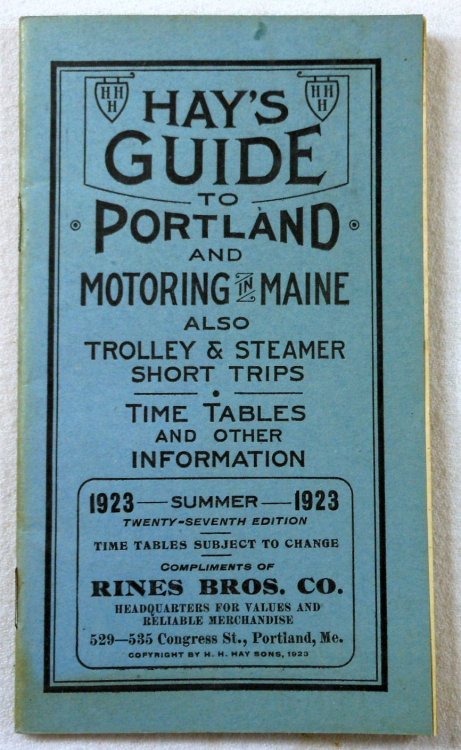 HHH HHH
HAY'S
GUIDE
TO
PORTLAND
AND
MOTORING IN MAINE
ALSO
TROLLEY & STEAMER
SHORT TRIPS
TIME TABLES
AND OTHER
INFORMATION
1923—SUMMER—1923
TWENTY-SEVENTH EDITION
TIME TABLES SUBJECT TO CHANGE
COMPLIMENTS OF
RINES BROS. CO.
HEADQUARTERS FOR VALUES AND
RELIABLE MERCHANDISE
529—535 Congress St., Portland, Me.
COPYRIGHT BY H. H. HAY SONS, 1923